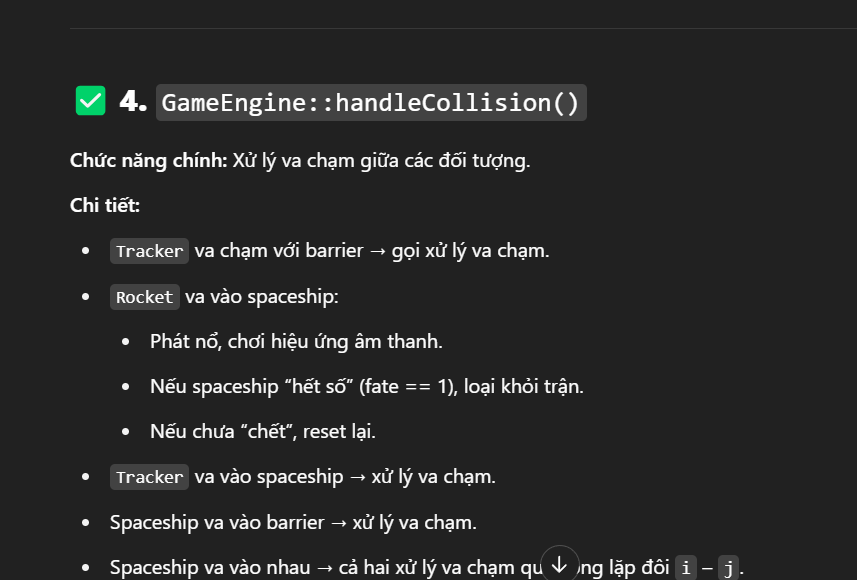 4. GameEngine::handleCollision()
Chức năng chính: Xử lý va chạm giữa các đối tượng.
Chi tiết:
• Tracker va chạm với barrier → gọi xử lý va chạm.
• Rocket va vào spaceship:
• Phát nổ, chơi hiệu ứng âm thanh.
• Nếu spaceship “hết số” (fate == 1), loại khỏi trận.
• Nếu chưa “chết”, reset lại.
• Tracker va vào spaceship → xử lý va chạm.
• Spaceship va vào barrier → xử lý va chạm.
• Spaceship va vào nhau → cả hai xử lý va chạm lặp đôi i – j.